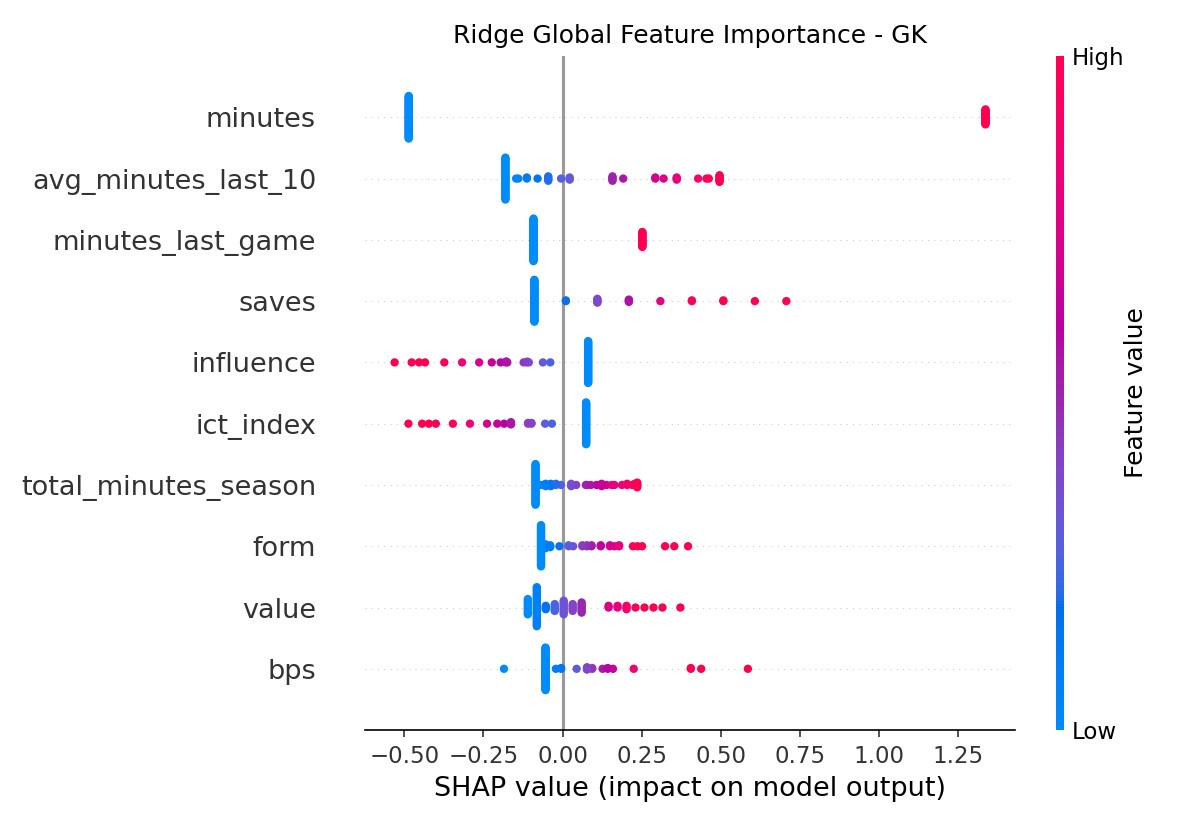 Ridge Global Feature Importance - GK
High
minutes
avg_minutes_last_10
minutes_last_game
saves
influence
ict_index
total_minutes_season
form
value
bps
Feature value
Low
−0.50 −0.25 0.00 0.25 0.50 0.75 1.00 1.25
SHAP value (impact on model output)